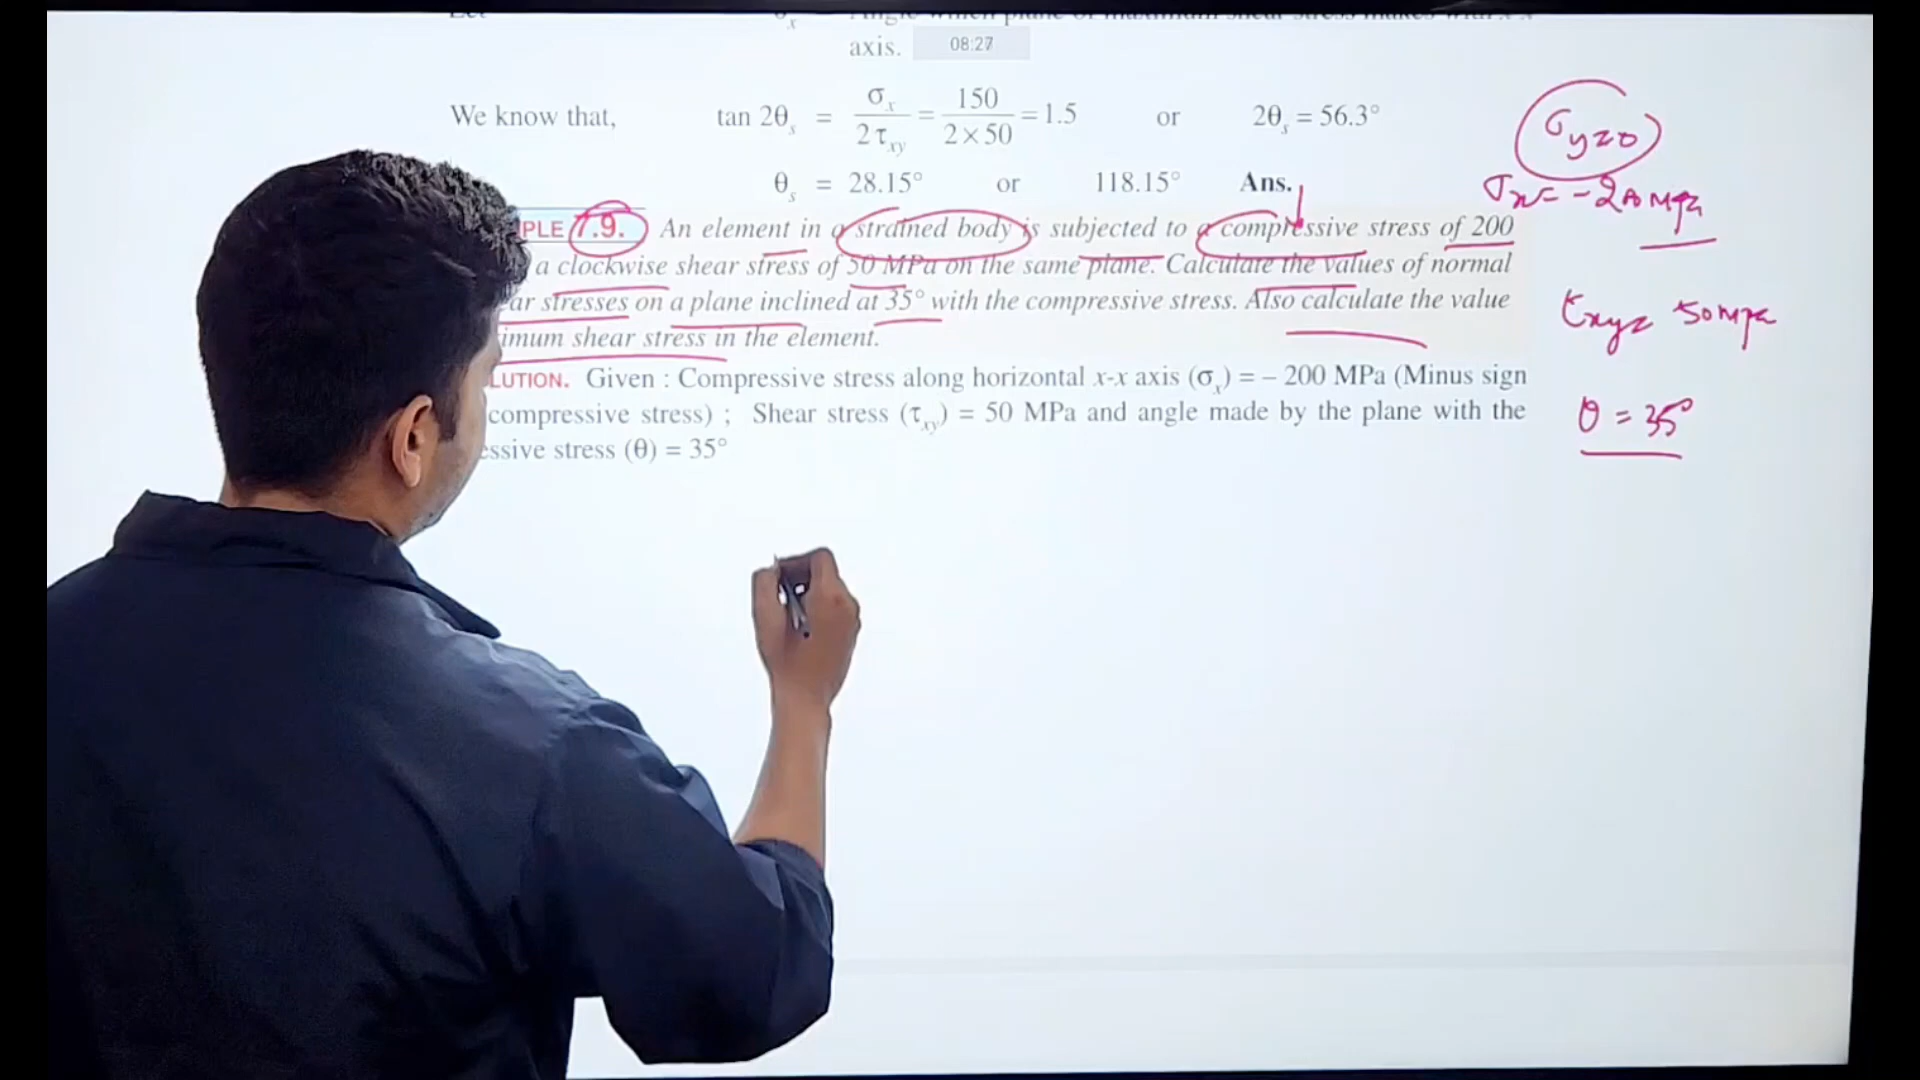 axis. 08:27
We know that, tan 2θs = σx / 2 τxy = 150 / 2 × 50 = 1.5 or 2θs = 56.3°
θs = 28.15° or 118.15° Ans.
PLE 7.9. An element in a strained body is subjected to a compressive stress of 200
a clockwise shear stress of 50 MPa on the same plane. Calculate the values of normal
ar stresses on a plane inclined at 35° with the compressive stress. Also calculate the value
imum shear stress in the element.
LUTION. Given : Compressive stress along horizontal x-x axis (σx) = – 200 MPa (Minus sign
compressive stress) ; Shear stress (τxy) = 50 MPa and angle made by the plane with the
essive stress (θ) = 35°
σy=0
σx= -200 MPa
τxy= 50 MPa
θ = 35°